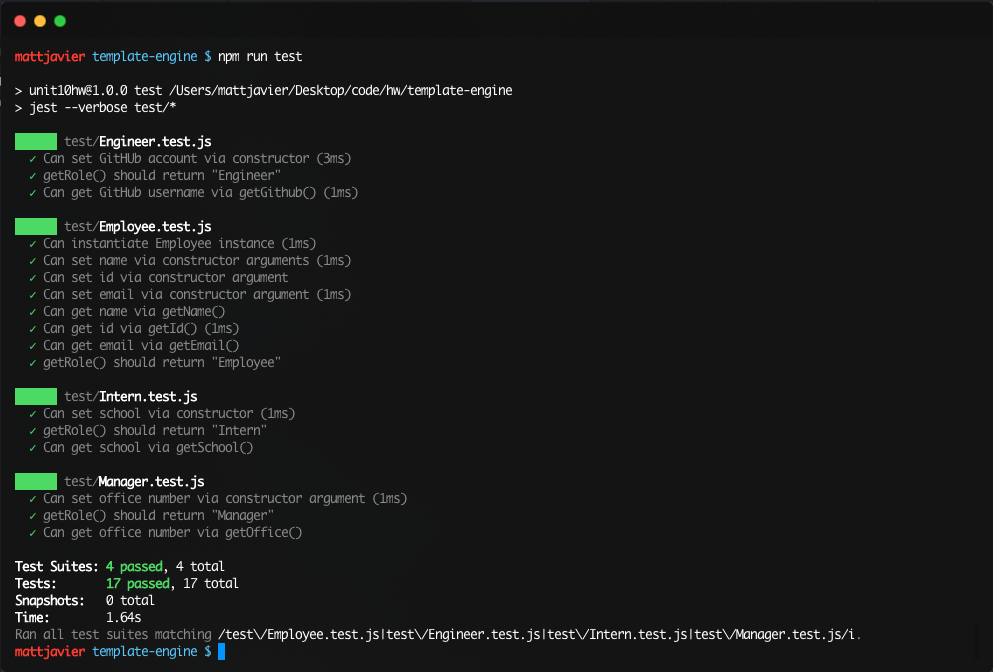 mattjavier template-engine $ npm run test
> unit10hw@1.0.0 test /Users/mattjavier/Desktop/code/hw/template-engine
> jest --verbose test/*
test/Engineer.test.js
✓ Can set GitHUb account via constructor (3ms)
✓ getRole() should return "Engineer"
✓ Can get GitHub username via getGithub() (1ms)
test/Employee.test.js
✓ Can instantiate Employee instance (1ms)
✓ Can set name via constructor arguments (1ms)
✓ Can set id via constructor argument
✓ Can set email via constructor argument (1ms)
✓ Can get name via getName()
✓ Can get id via getId() (1ms)
✓ Can get email via getEmail()
✓ getRole() should return "Employee"
test/Intern.test.js
✓ Can set school via constructor (1ms)
✓ getRole() should return "Intern"
✓ Can get school via getSchool()
test/Manager.test.js
✓ Can set office number via constructor argument (1ms)
✓ getRole() should return "Manager"
✓ Can get office number via getOffice()
Test Suites: 4 passed, 4 total
Tests: 17 passed, 17 total
Snapshots: 0 total
Time: 1.64s
Ran all test suites matching /test\/Employee.test.js|test\/Engineer.test.js|test\/Intern.test.js|test\/Manager.test.js/i.
mattjavier template-engine $